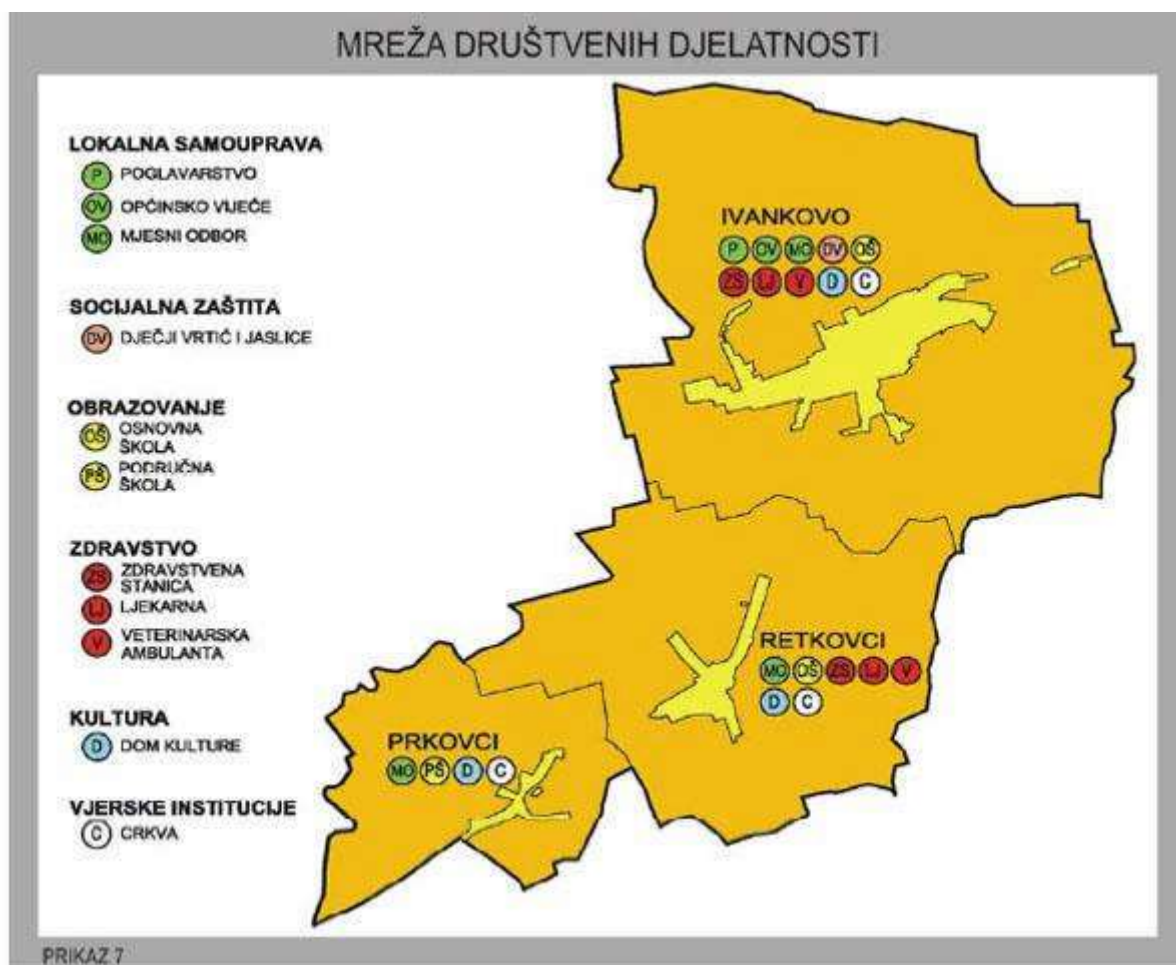 MREŽA DRUŠTVENIH DJELATNOSTI
LOKALNA SAMOUPRAVA
P POGLAVARSTVO
OV OPĆINSKO VIJEĆE
MO MJESNI ODBOR
SOCIJALNA ZAŠTITA
DV DJEČJI VRTIĆ I JASLICE
OBRAZOVANJE
OŠ OSNOVNA
ŠKOLA
PŠ PODRUČNA
ŠKOLA
ZDRAVSTVO
ZS ZDRAVSTVENA
STANICA
LJ LJEKARNA
V VETERINARSKA
AMBULANTA
KULTURA
D DOM KULTURE
VJERSKE INSTITUCIJE
C CRKVA
IVANKOVO
P OV MO DV OŠ
ZS LJ V D C
RETKOVCI
MO OŠ ZS LJ V
D C
PRKOVCI
MO PŠ D C
PRIKAZ 7